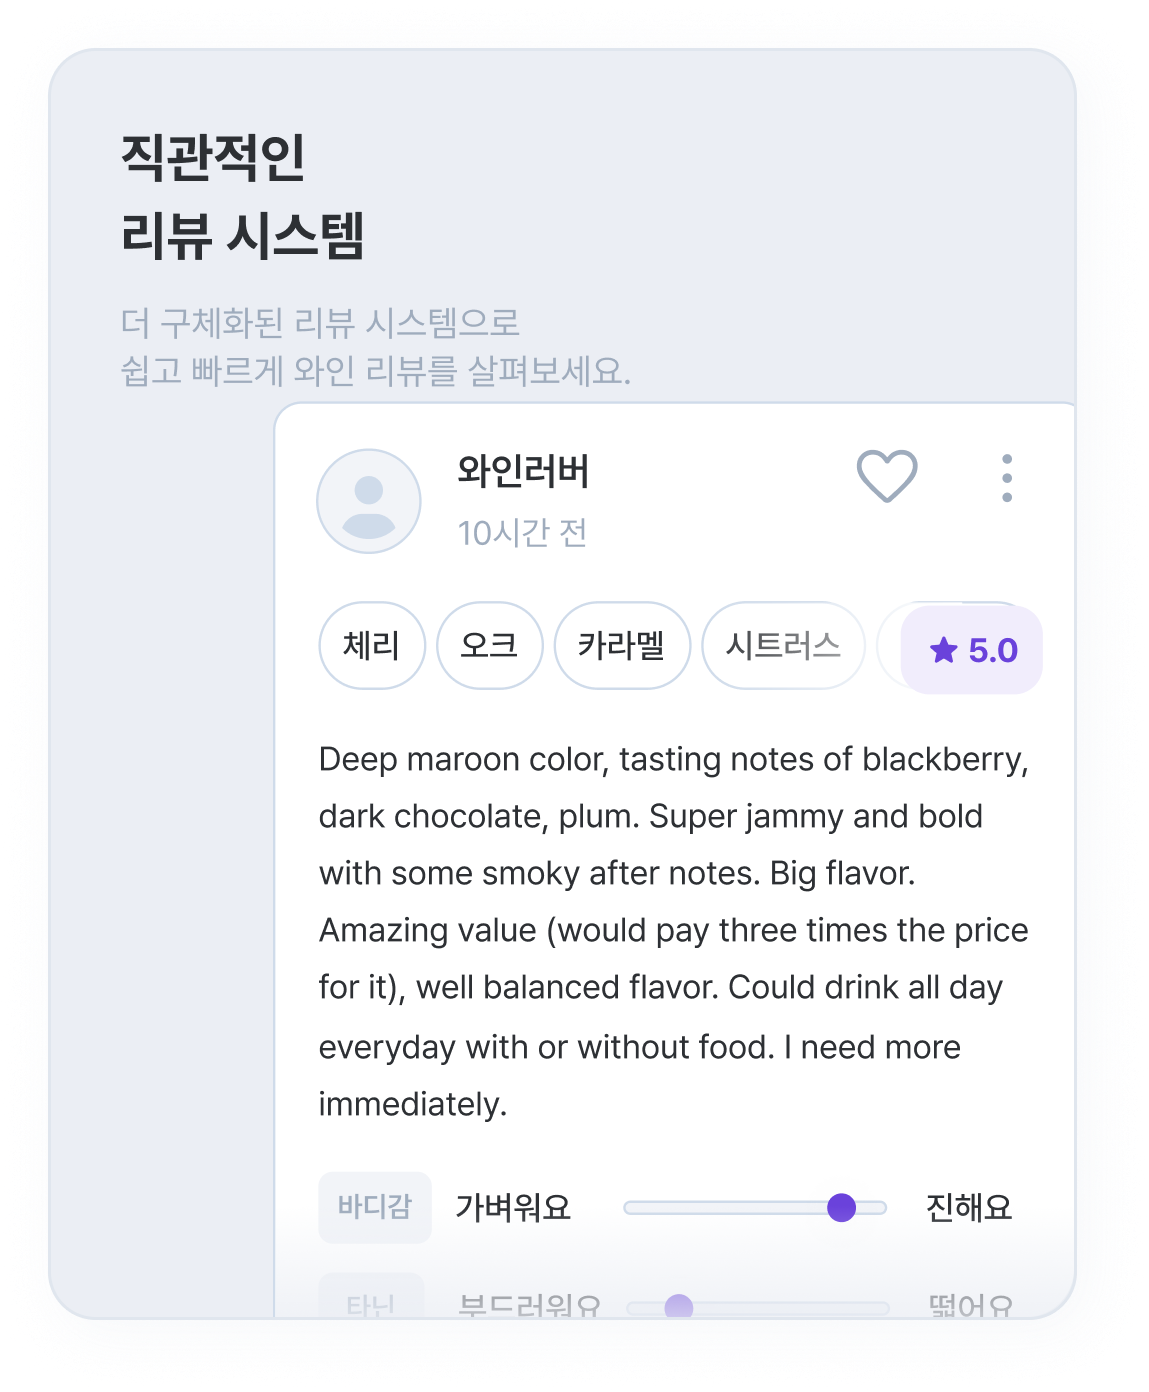 직관적인
리뷰 시스템
더 구체화된 리뷰 시스템으로
쉽고 빠르게 와인 리뷰를 살펴보세요.
와인러버
10시간 전
체리 오크 카라멜 시트러스 5.0
Deep maroon color, tasting notes of blackberry,
dark chocolate, plum. Super jammy and bold
with some smoky after notes. Big flavor.
Amazing value (would pay three times the price
for it), well balanced flavor. Could drink all day
everyday with or without food. I need more
immediately.
바디감 가벼워요 진해요
타닌 부드러워요 떫어요